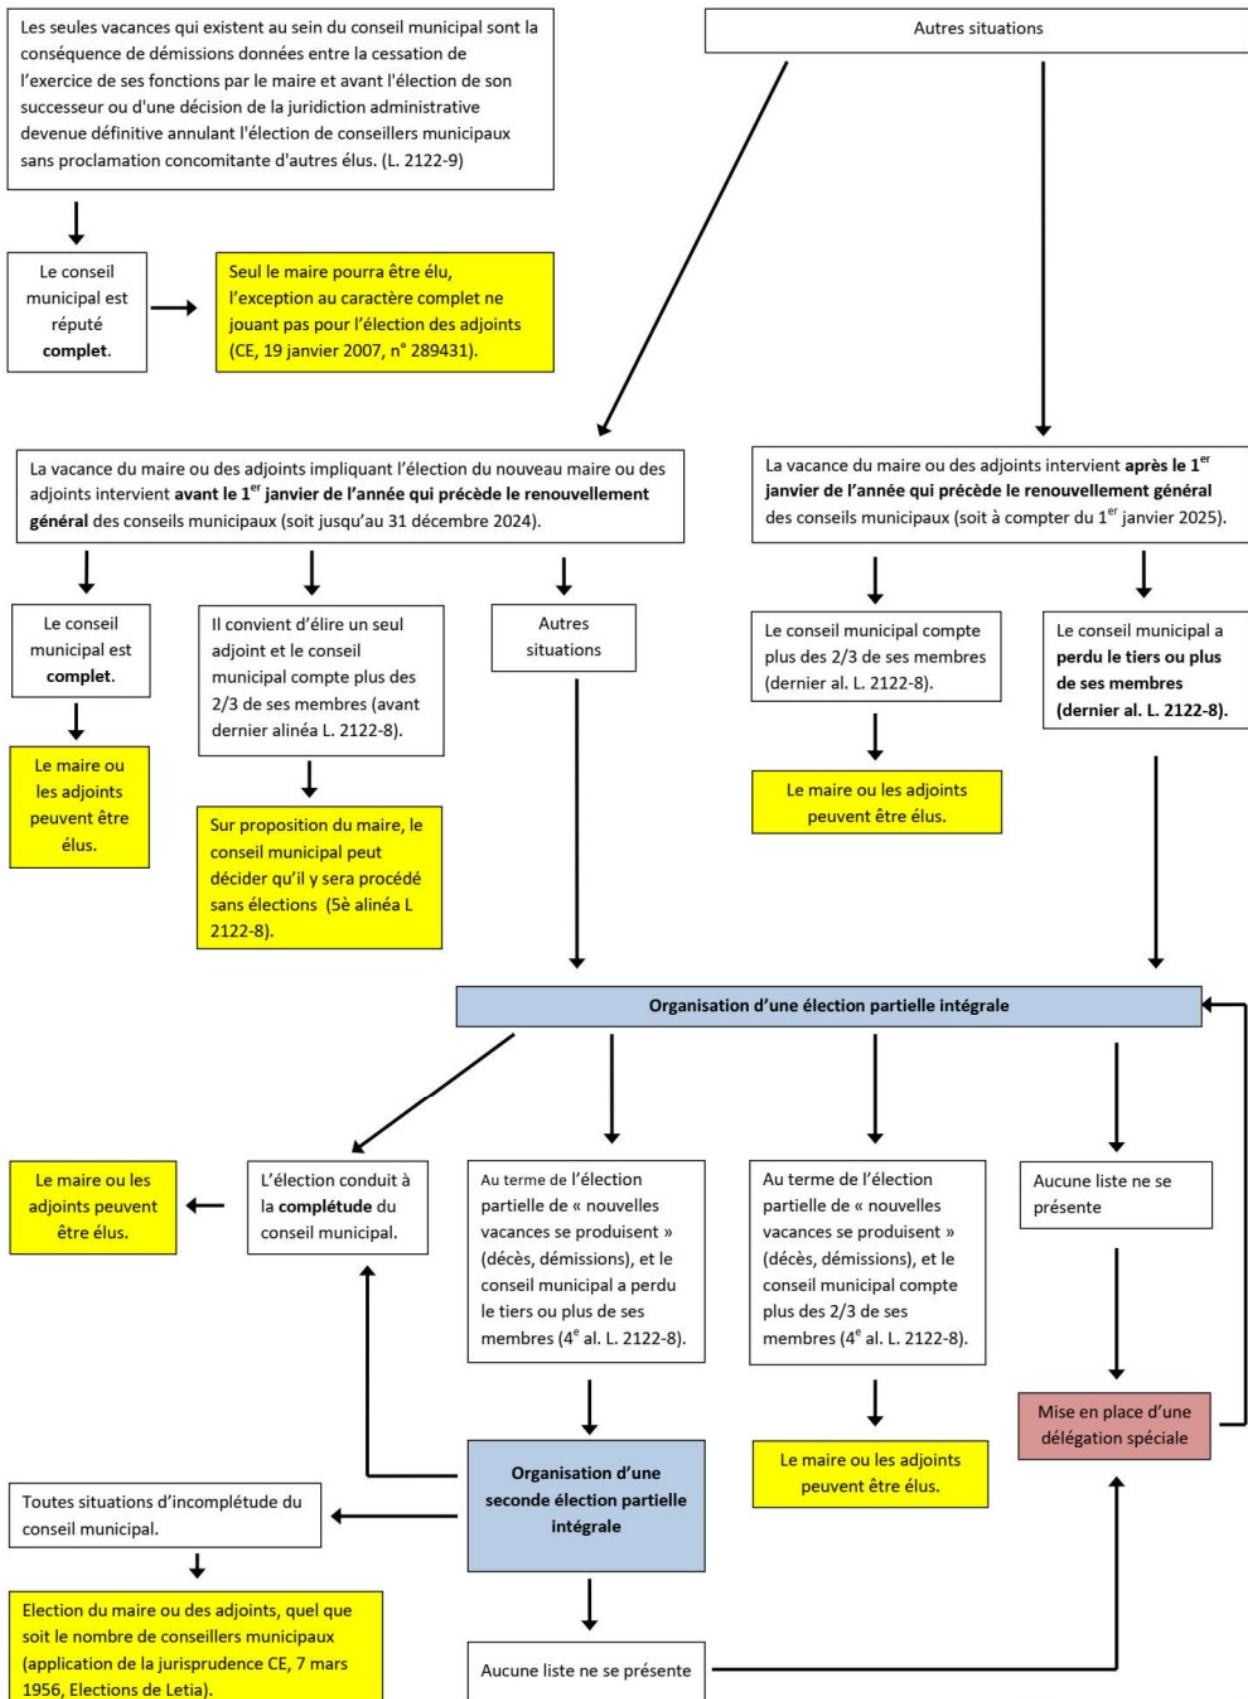 Les seules vacances qui existent au sein du conseil municipal sont la
conséquence de démissions données entre la cessation de
l'exercice de ses fonctions par le maire et avant l'élection de son
successeur ou d'une décision de la juridiction administrative
devenue définitive annulant l'élection de conseillers municipaux
sans proclamation concomitante d'autres élus. (L. 2122-9)
Autres situations
Le conseil
municipal est
réputé
complet.
Seul le maire pourra être élu,
l'exception au caractère complet ne
jouant pas pour l'élection des adjoints
(CE, 19 janvier 2007, n° 289431).
La vacance du maire ou des adjoints impliquant l'élection du nouveau maire ou des
adjoints intervient avant le 1er janvier de l'année qui précède le renouvellement
général des conseils municipaux (soit jusqu'au 31 décembre 2024).
La vacance du maire ou des adjoints intervient après le 1er
janvier de l'année qui précède le renouvellement général
des conseils municipaux (soit à compter du 1er janvier 2025).
Le conseil
municipal est
complet.
Il convient d'élire un seul
adjoint et le conseil
municipal compte plus des
2/3 de ses membres (avant
dernier alinéa L. 2122-8).
Autres
situations
Le conseil municipal compte
plus des 2/3 de ses membres
(dernier al. L. 2122-8).
Le conseil municipal a
perdu le tiers ou plus
de ses membres
(dernier al. L. 2122-8).
Le maire ou
les adjoints
peuvent être
élus.
Sur proposition du maire, le
conseil municipal peut
décider qu'il y sera procédé
sans élections (5è alinéa L
2122-8).
Le maire ou les adjoints
peuvent être élus.
Organisation d'une élection partielle intégrale
Le maire ou les
adjoints peuvent
être élus.
L'élection conduit à
la complétude du
conseil municipal.
Au terme de l'élection
partielle de « nouvelles
vacances se produisent »
(décès, démissions), et le
conseil municipal a perdu
le tiers ou plus de ses
membres (4e al. L. 2122-8).
Au terme de l'élection
partielle de « nouvelles
vacances se produisent »
(décès, démissions), et le
conseil municipal compte
plus des 2/3 de ses
membres (4e al. L. 2122-8).
Aucune liste ne se
présente
Mise en place d'une
délégation spéciale
Organisation d'une
seconde élection partielle
intégrale
Le maire ou les adjoints
peuvent être élus.
Toutes situations d'incomplétude du
conseil municipal.
Election du maire ou des adjoints, quel que
soit le nombre de conseillers municipaux
(application de la jurisprudence CE, 7 mars
1956, Elections de Letia).
Aucune liste ne se présente